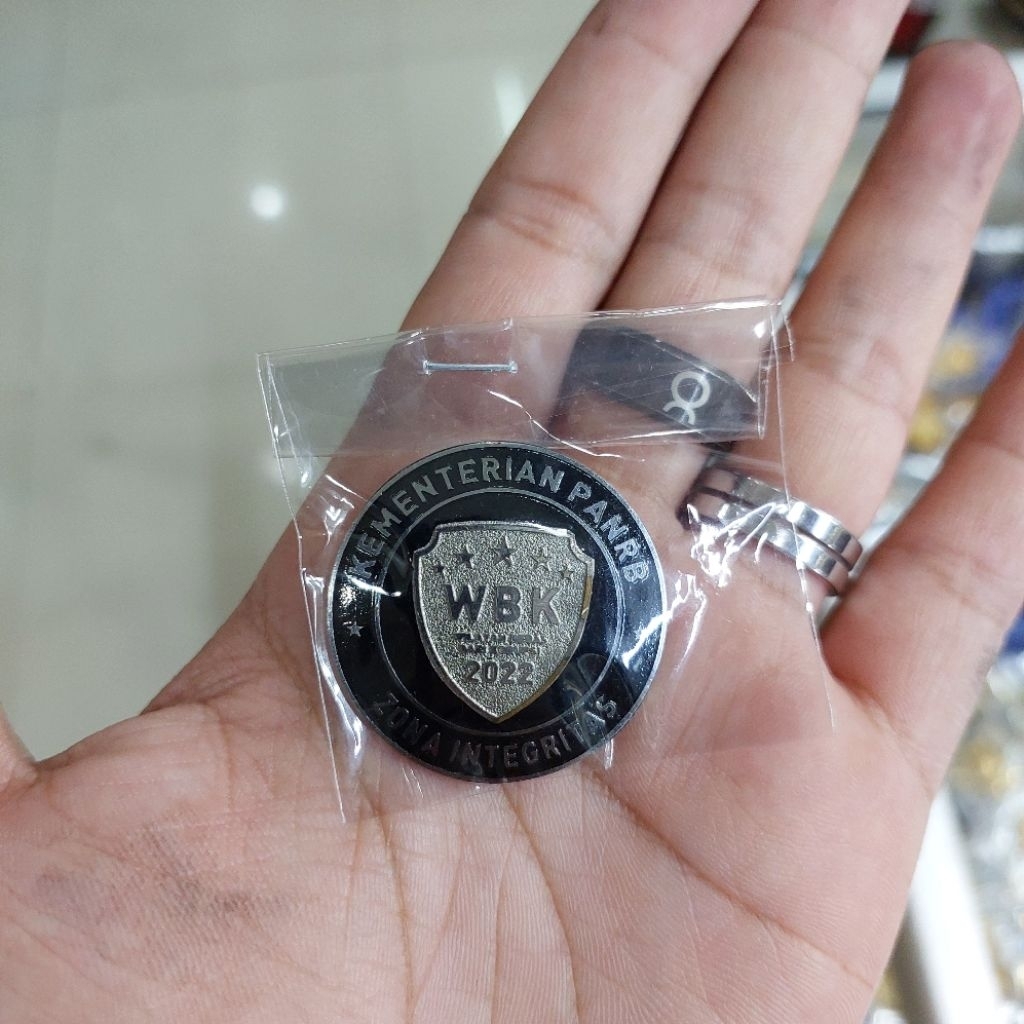 KEMENTERIAN PANRB
WBK
2022
ZONA INTEGRITAS